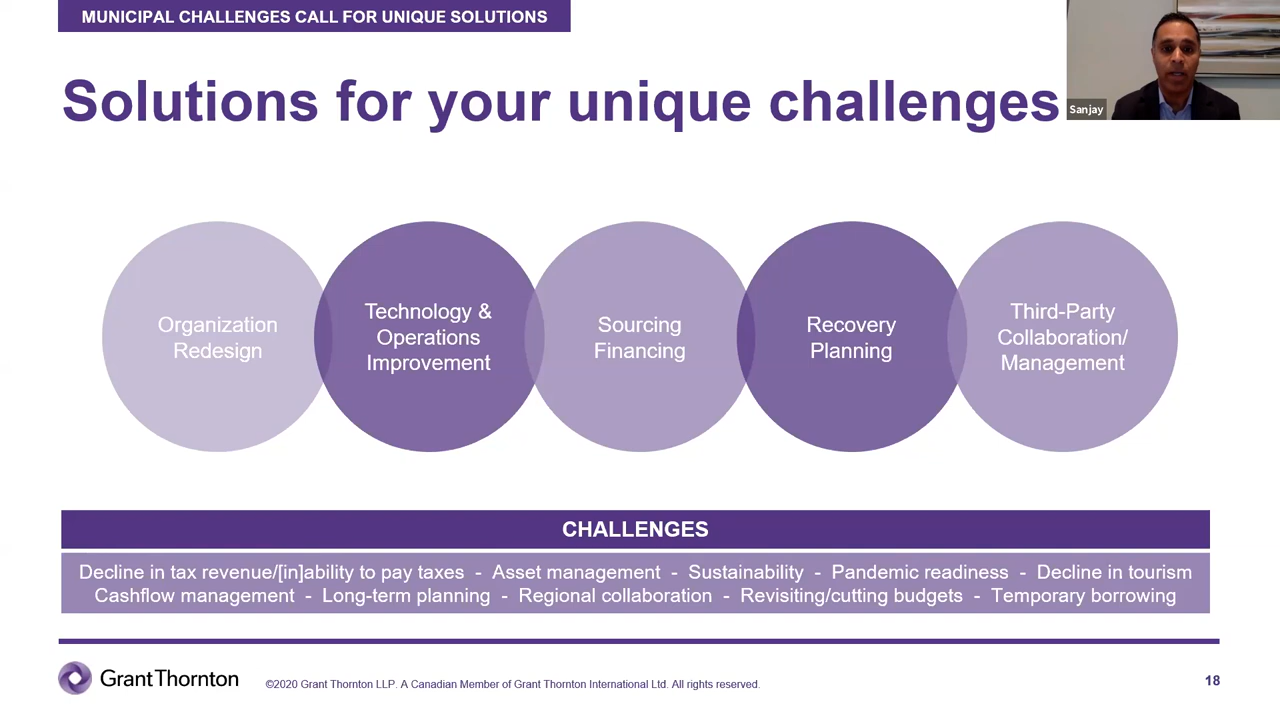 MUNICIPAL CHALLENGES CALL FOR UNIQUE SOLUTIONS
Solutions for your unique challenges
Sanjay
Organization
Redesign
Technology &
Operations
Improvement
Sourcing
Financing
Recovery
Planning
Third-Party
Collaboration/
Management
CHALLENGES
Decline in tax revenue/[in]ability to pay taxes - Asset management - Sustainability - Pandemic readiness - Decline in tourism
Cashflow management - Long-term planning - Regional collaboration - Revisiting/cutting budgets - Temporary borrowing
Grant Thornton
©2020 Grant Thornton LLP. A Canadian Member of Grant Thornton International Ltd. All rights reserved.
18